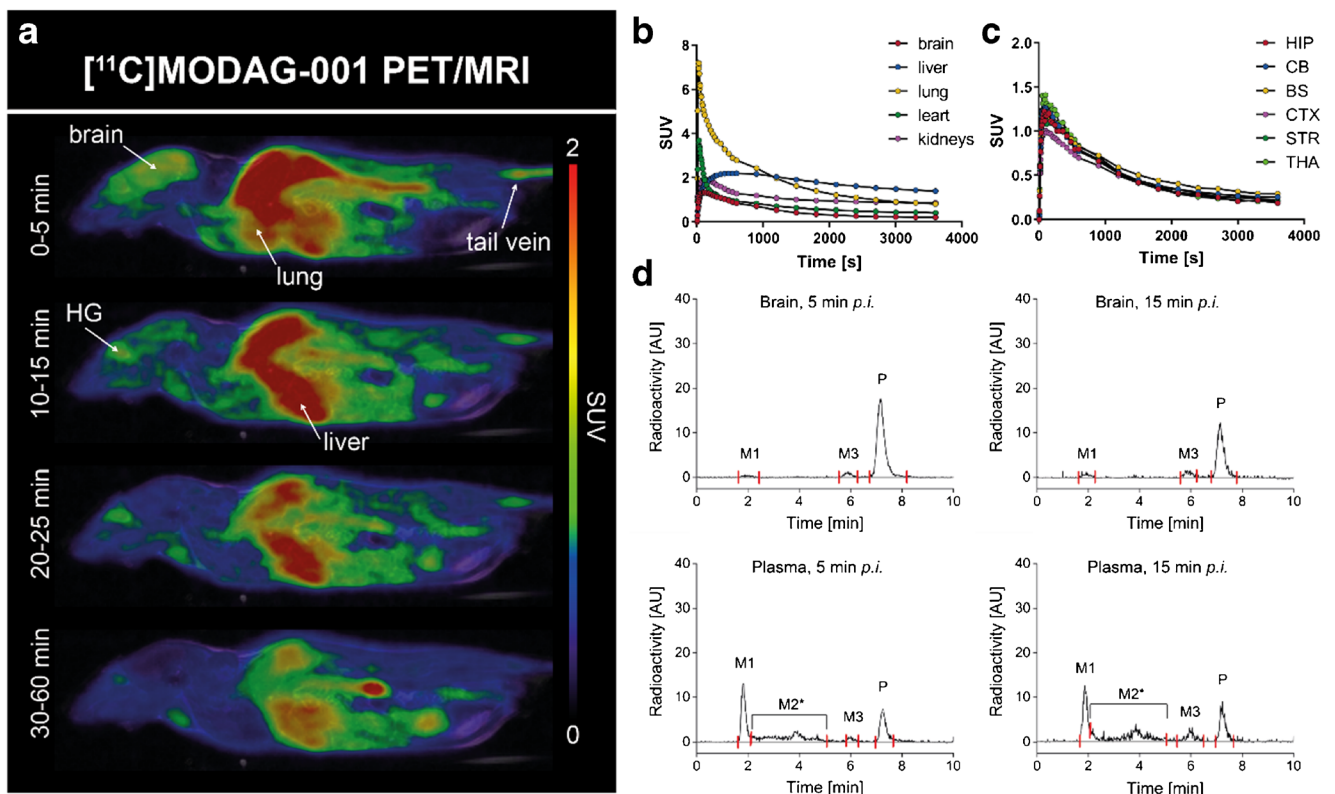 a
[¹¹C]MODAG-001 PET/MRI
0-5 min
brain
lung
tail vein
10-15 min
HG
liver
20-25 min
30-60 min
2
SUV
0
b
SUV
8
6
4
2
0
0 1000 2000 3000 4000
Time [s]
brain
liver
lung
leart
kidneys
c
SUV
2.0
1.5
1.0
0.5
0.0
0 1000 2000 3000 4000
Time [s]
HIP
CB
BS
CTX
STR
THA
d
Brain, 5 min p.i.
Radioactivity [AU]
40
30
20
10
0
M1
M3
P
0 2 4 6 8 10
Time [min]
Brain, 15 min p.i.
Radioactivity [AU]
40
30
20
10
0
M1
M3
P
0 2 4 6 8 10
Time [min]
Plasma, 5 min p.i.
Radioactivity [AU]
40
30
20
10
0
M1
M2*
M3
P
0 2 4 6 8 10
Time [min]
Plasma, 15 min p.i.
Radioactivity [AU]
40
30
20
10
0
M1
M2*
M3
P
0 2 4 6 8 10
Time [min]